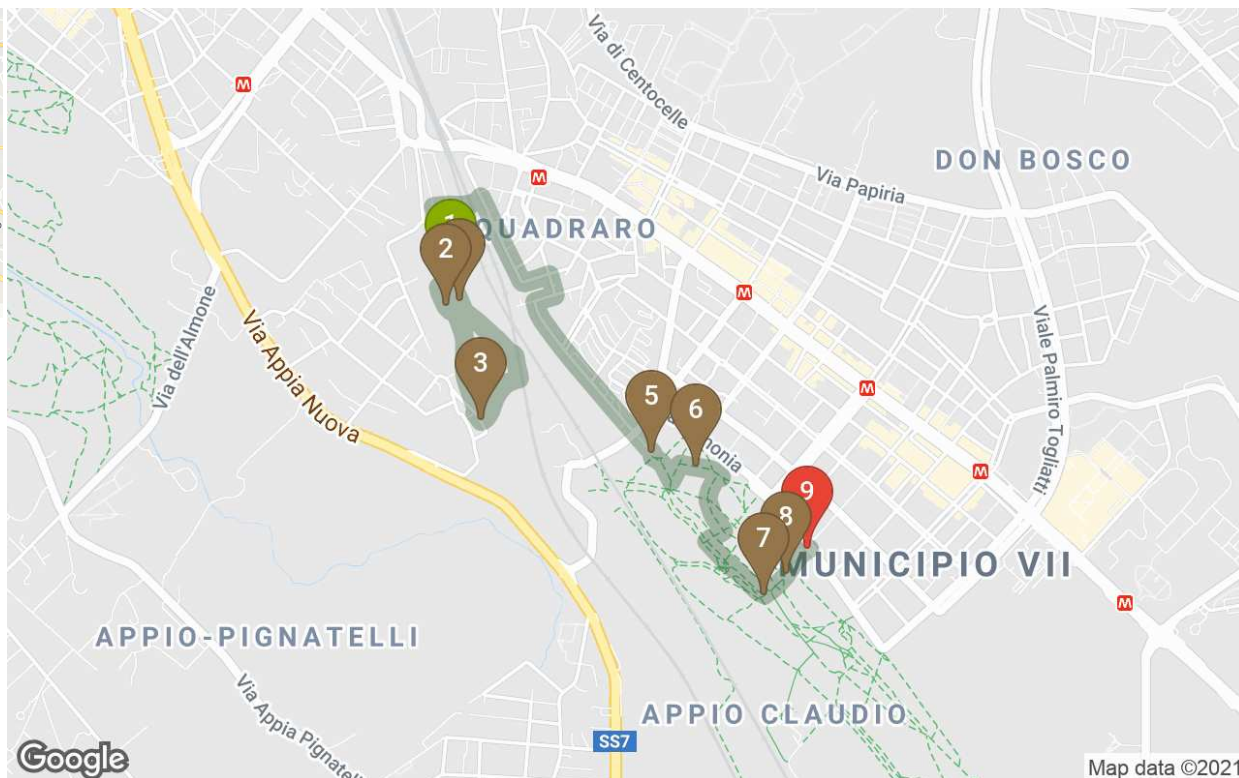 Via di Centocelle
DON BOSCO
Via Papiria
M
M
QUADRARO
1
2
Via dell'Almone
Via Appia Nuova
M
Viale Palmiro Togliatti
3
M
5
6
M
9
8
7
MUNICIPIO VII
M
APPIO-PIGNATELLI
Via Appia Pignatelli
APPIO CLAUDIO
SS7
Google
Map data ©2021